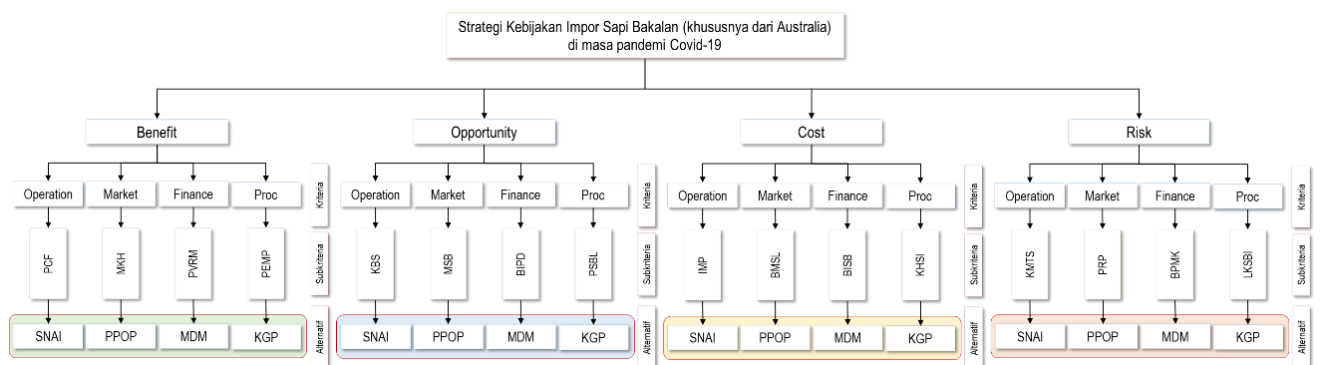 Strategi Kebijakan Impor Sapi Bakalan (khususnya dari Australia)
di masa pandemi Covid-19
Benefit
Opportunity
Cost
Risk
Operation
Market
Finance
Proc
Kriteria
Operation
Market
Finance
Proc
Kriteria
Operation
Market
Finance
Proc
Kriteria
Operation
Market
Finance
Proc
Kriteria
PCF
MKH
PVRM
PEMP
Subkriteria
KBS
MSB
BIPD
PSBL
Subkriteria
IMP
BMSL
BISB
KHSI
Subkriteria
KMTS
PRP
BPMK
LKSBI
Subkriteria
SNAI
PPOP
MDM
KGP
Alternatif
SNAI
PPOP
MDM
KGP
Alternatif
SNAI
PPOP
MDM
KGP
Alternatif
SNAI
PPOP
MDM
KGP
Alternatif